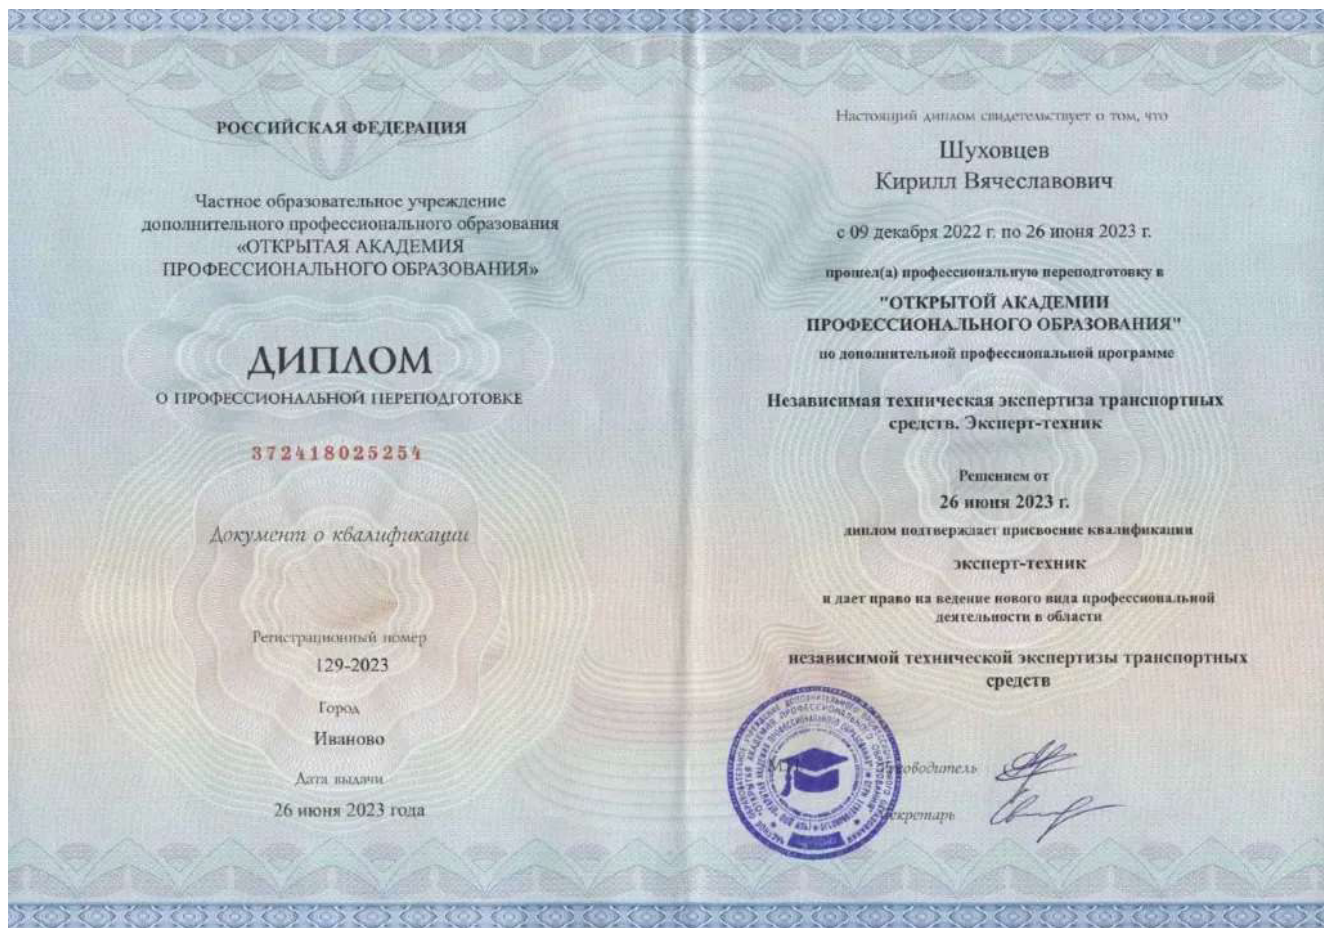 РОССИЙСКАЯ ФЕДЕРАЦИЯ
Частное образовательное учреждение
дополнительного профессионального образования
«ОТКРЫТАЯ АКАДЕМИЯ
ПРОФЕССИОНАЛЬНОГО ОБРАЗОВАНИЯ»
ДИПЛОМ
О ПРОФЕССИОНАЛЬНОЙ ПЕРЕПОДГОТОВКЕ
372418025254
Документ о квалификации
Регистрационный номер
129-2023
Город
Иваново
Дата выдачи
26 июня 2023 года
Настоящий диплом свидетельствует о том, что
Шуховцев
Кирилл Вячеславович
с 09 декабря 2022 г. по 26 июня 2023 г.
прошел(а) профессиональную переподготовку в
"ОТКРЫТОЙ АКАДЕМИИ
ПРОФЕССИОНАЛЬНОГО ОБРАЗОВАНИЯ"
по дополнительной профессиональной программе
Независимая техническая экспертиза транспортных
средств. Эксперт-техник
Решением от
26 июня 2023 г.
диплом подтверждает присвоение квалификации
эксперт-техник
и дает право на ведение нового вида профессиональной
деятельности в области
независимой технической экспертизы транспортных
средств
Руководитель
Секретарь